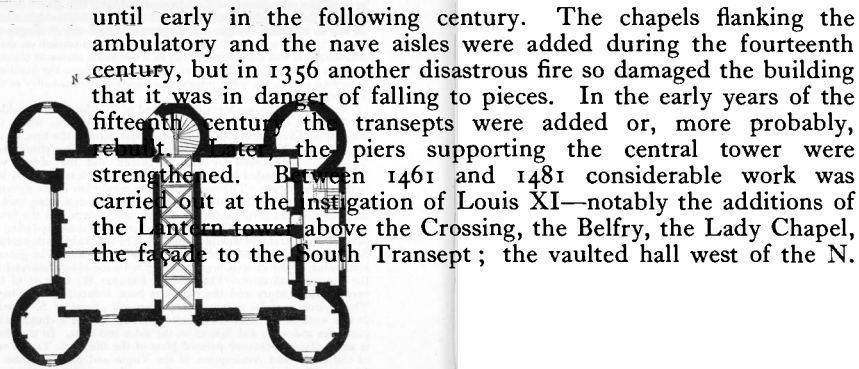 until early in the following century. The chapels flanking the
ambulatory and the nave aisles were added during the fourteenth
century, but in 1356 another disastrous fire so damaged the building
that it was in danger of falling to pieces. In the early years of the
fifteenth century the transepts were added or, more probably,
rebuilt. Later, the piers supporting the central tower were
strengthened. Between 1461 and 1481 considerable work was
carried out at the instigation of Louis XI—notably the additions of
the Lantern tower above the Crossing, the Belfry, the Lady Chapel,
the façade to the South Transept ; the vaulted hall west of the N.
N